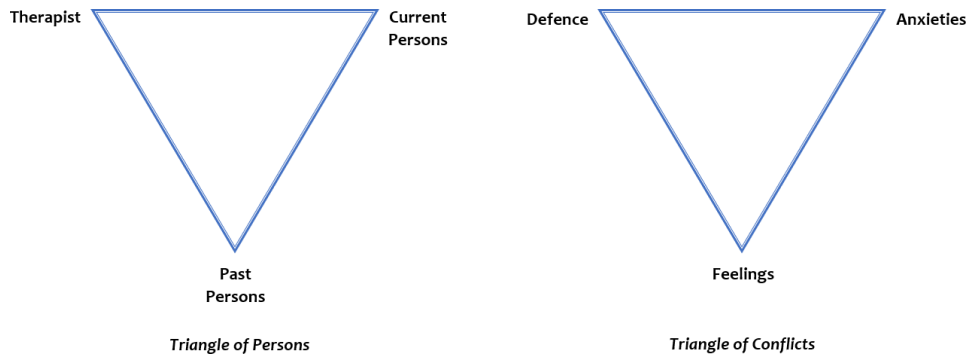 Therapist
Current
Persons
Past
Persons
Triangle of Persons
Defence
Anxieties
Feelings
Triangle of Conflicts